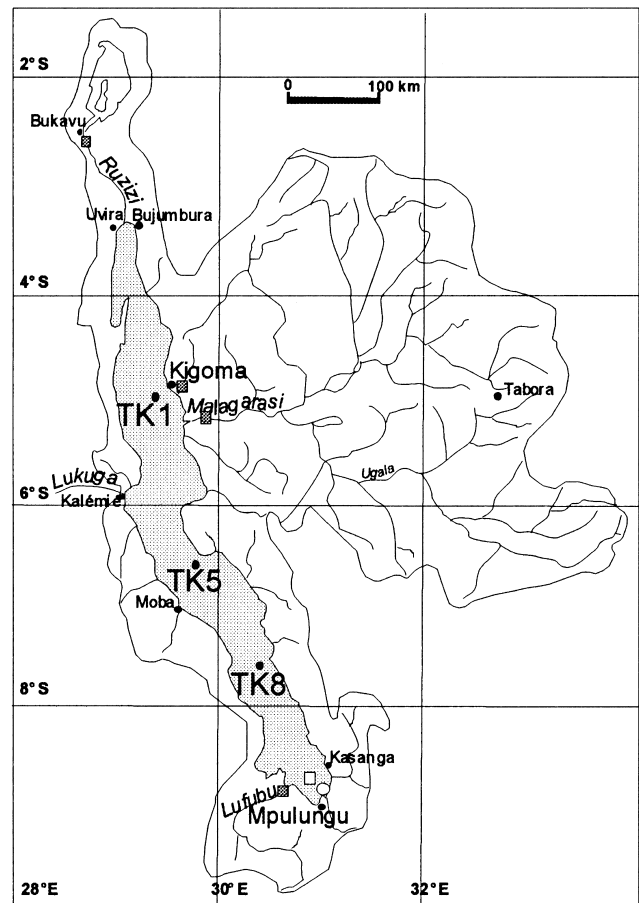 2°S
0 100 km
Bukavu
Ruzizi
Uvira Bujumbura
4°S
Kigoma
TK1
Malagarasi
Tabora
Lukuga
Ugala
6°S
Kalémie
TK5
Moba
TK8
8°S
Kasanga
Lufubu
Mpulungu
28°E 30°E 32°E